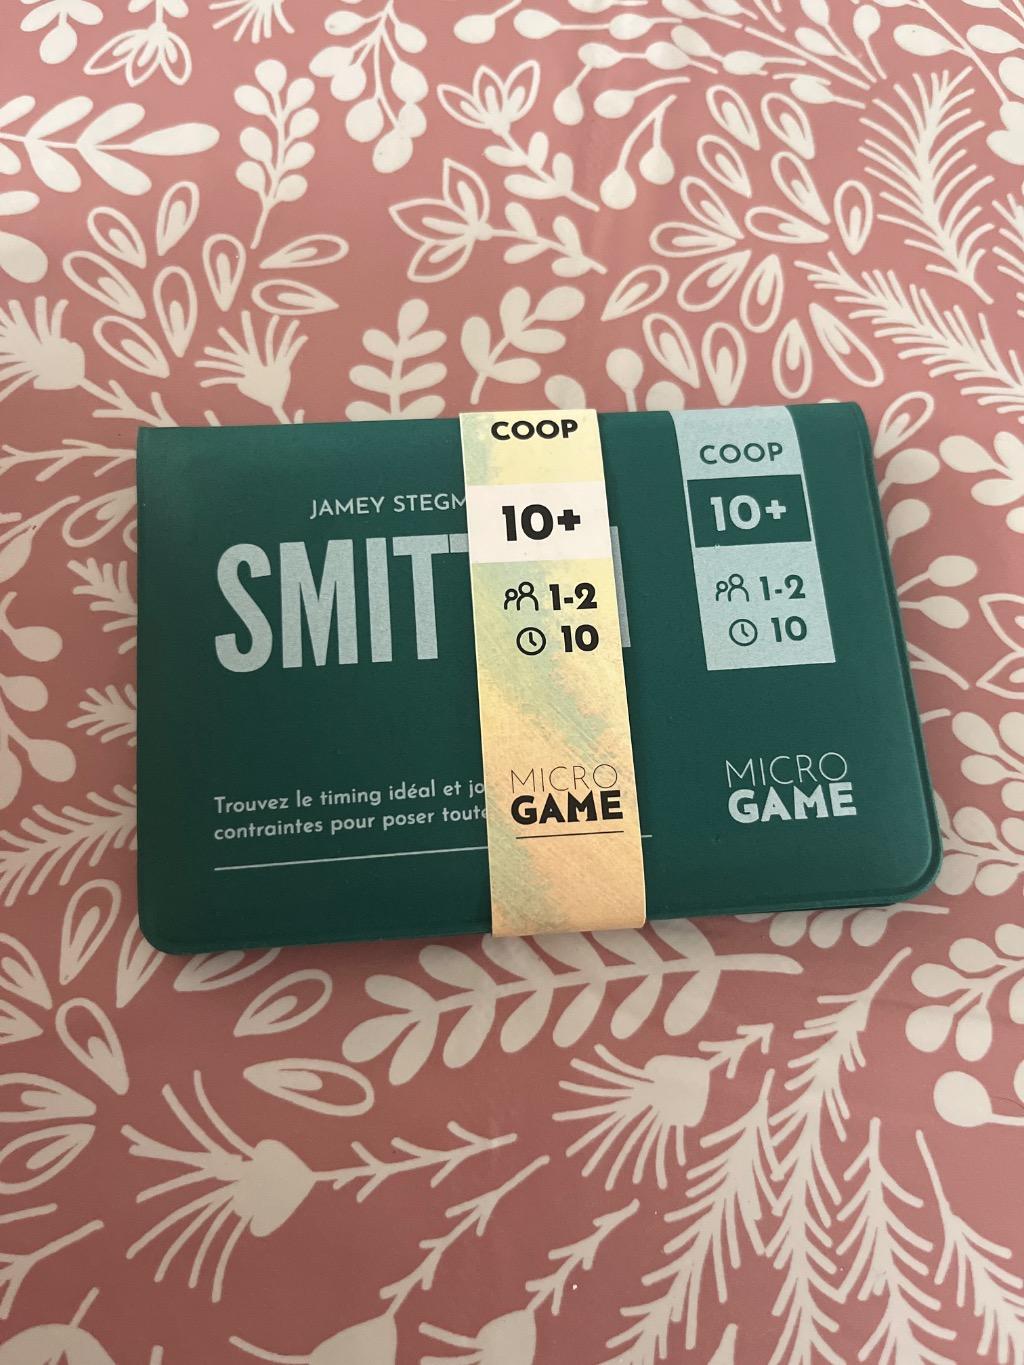 JAMEY STEGM
SMIT
Trouvez le timing idéal et jo
contraintes pour poser toute
COOP
10+
1-2
10
MICRO
GAME
COOP
10+
1-2
10
MICRO
GAME